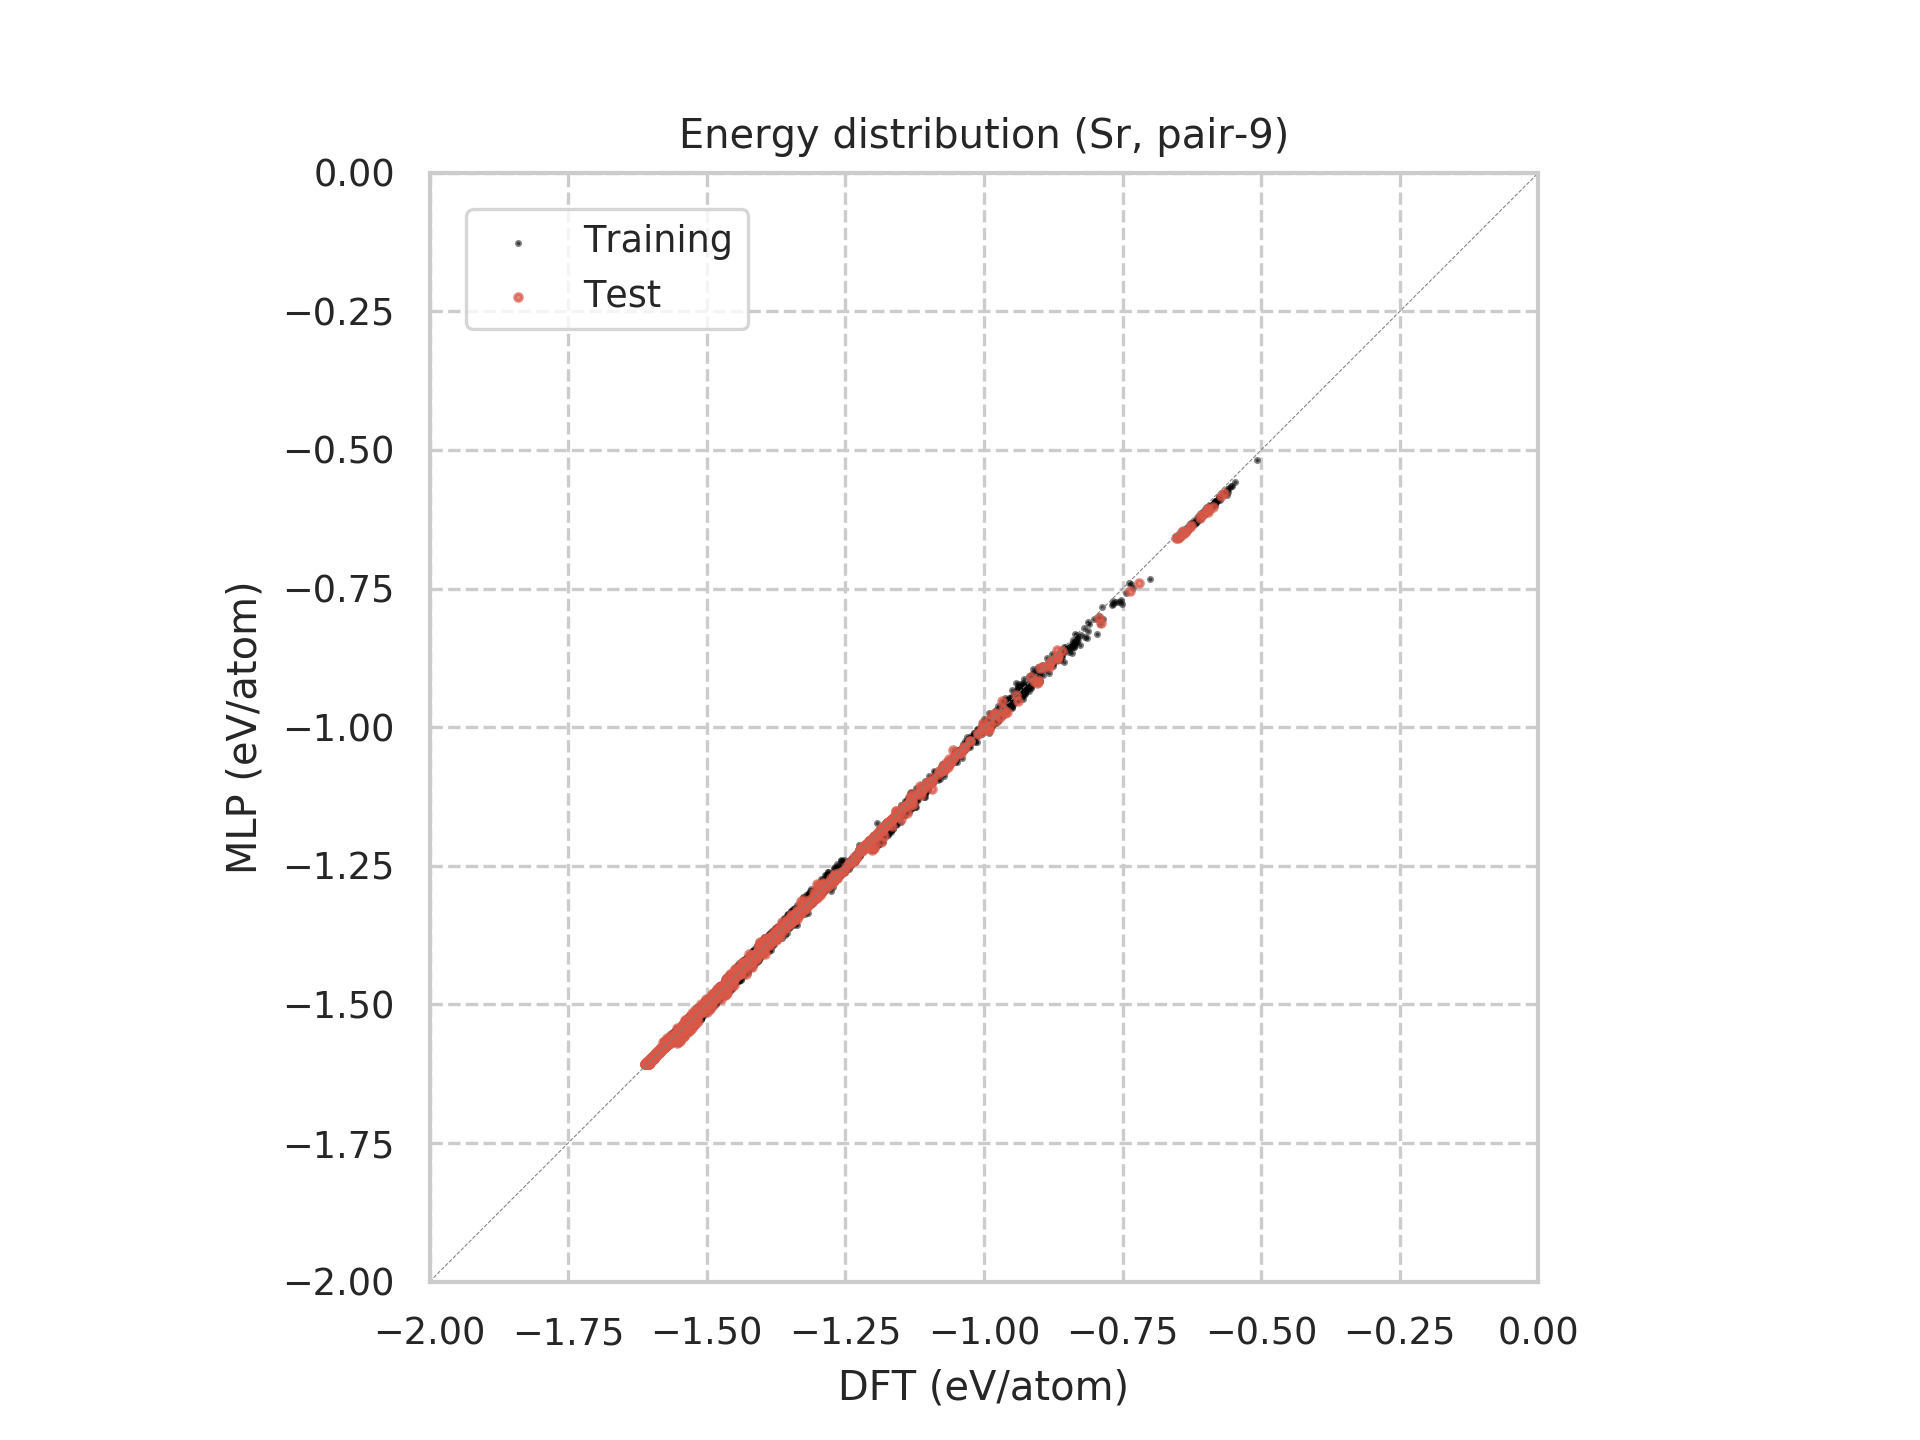 Energy distribution (Sr, pair-9)
0.00
Training
Test
−0.25
−0.50
−0.75
−1.00
−1.25
−1.50
−1.75
−2.00
MLP (eV/atom)
−2.00 −1.75 −1.50 −1.25 −1.00 −0.75 −0.50 −0.25 0.00
DFT (eV/atom)